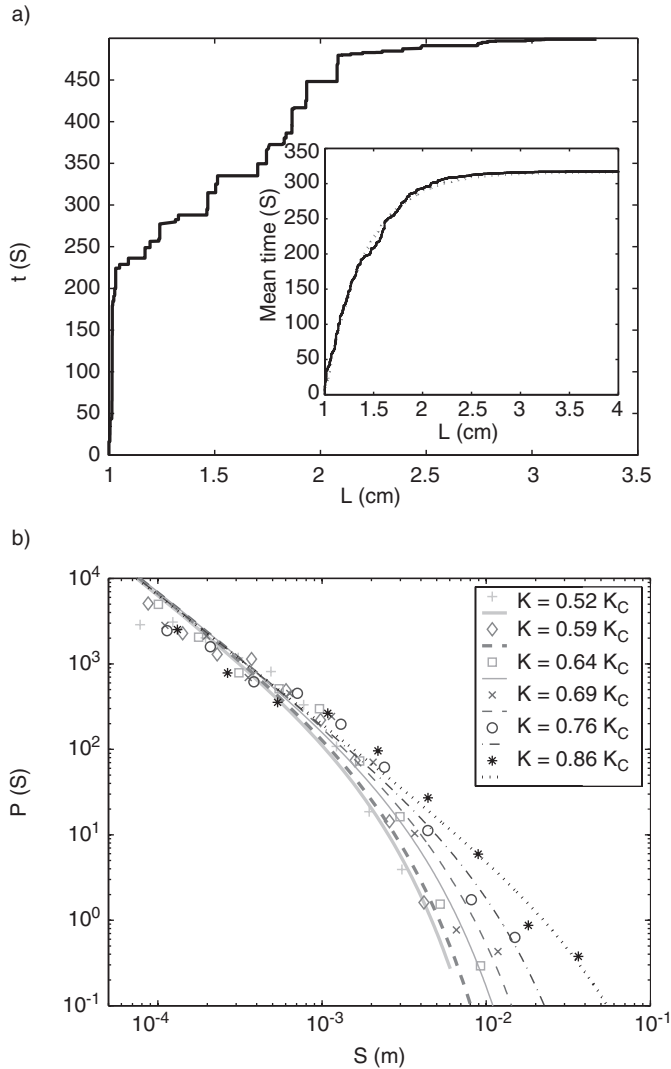 a)
450
400
350
300
250
200
150
100
50
0
t (S)
1
1.5
2
2.5
3
3.5
L (cm)
350
300
250
200
150
100
50
0
Mean time (S)
1
1.5
2
2.5
3
3.5
4
L (cm)
b)
10^4
10^3
10^2
10^1
10^0
10^-1
P (S)
10^-4
10^-3
10^-2
10^-1
S (m)
K = 0.52 K_C
K = 0.59 K_C
K = 0.64 K_C
K = 0.69 K_C
K = 0.76 K_C
K = 0.86 K_C